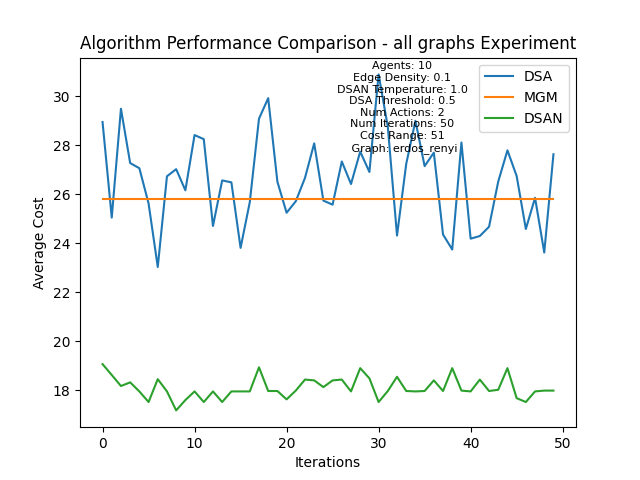 Algorithm Performance Comparison - all graphs Experiment
Agents: 10
Edge Density: 0.1
DSAN Temperature: 1.0
DSA Threshold: 0.5
Num Actions: 2
Num Iterations: 50
Cost Range: 51
Graph: erdos_renyi
DSA
MGM
DSAN
Average Cost
30
28
26
24
22
20
18
0
10
20
30
40
50
Iterations